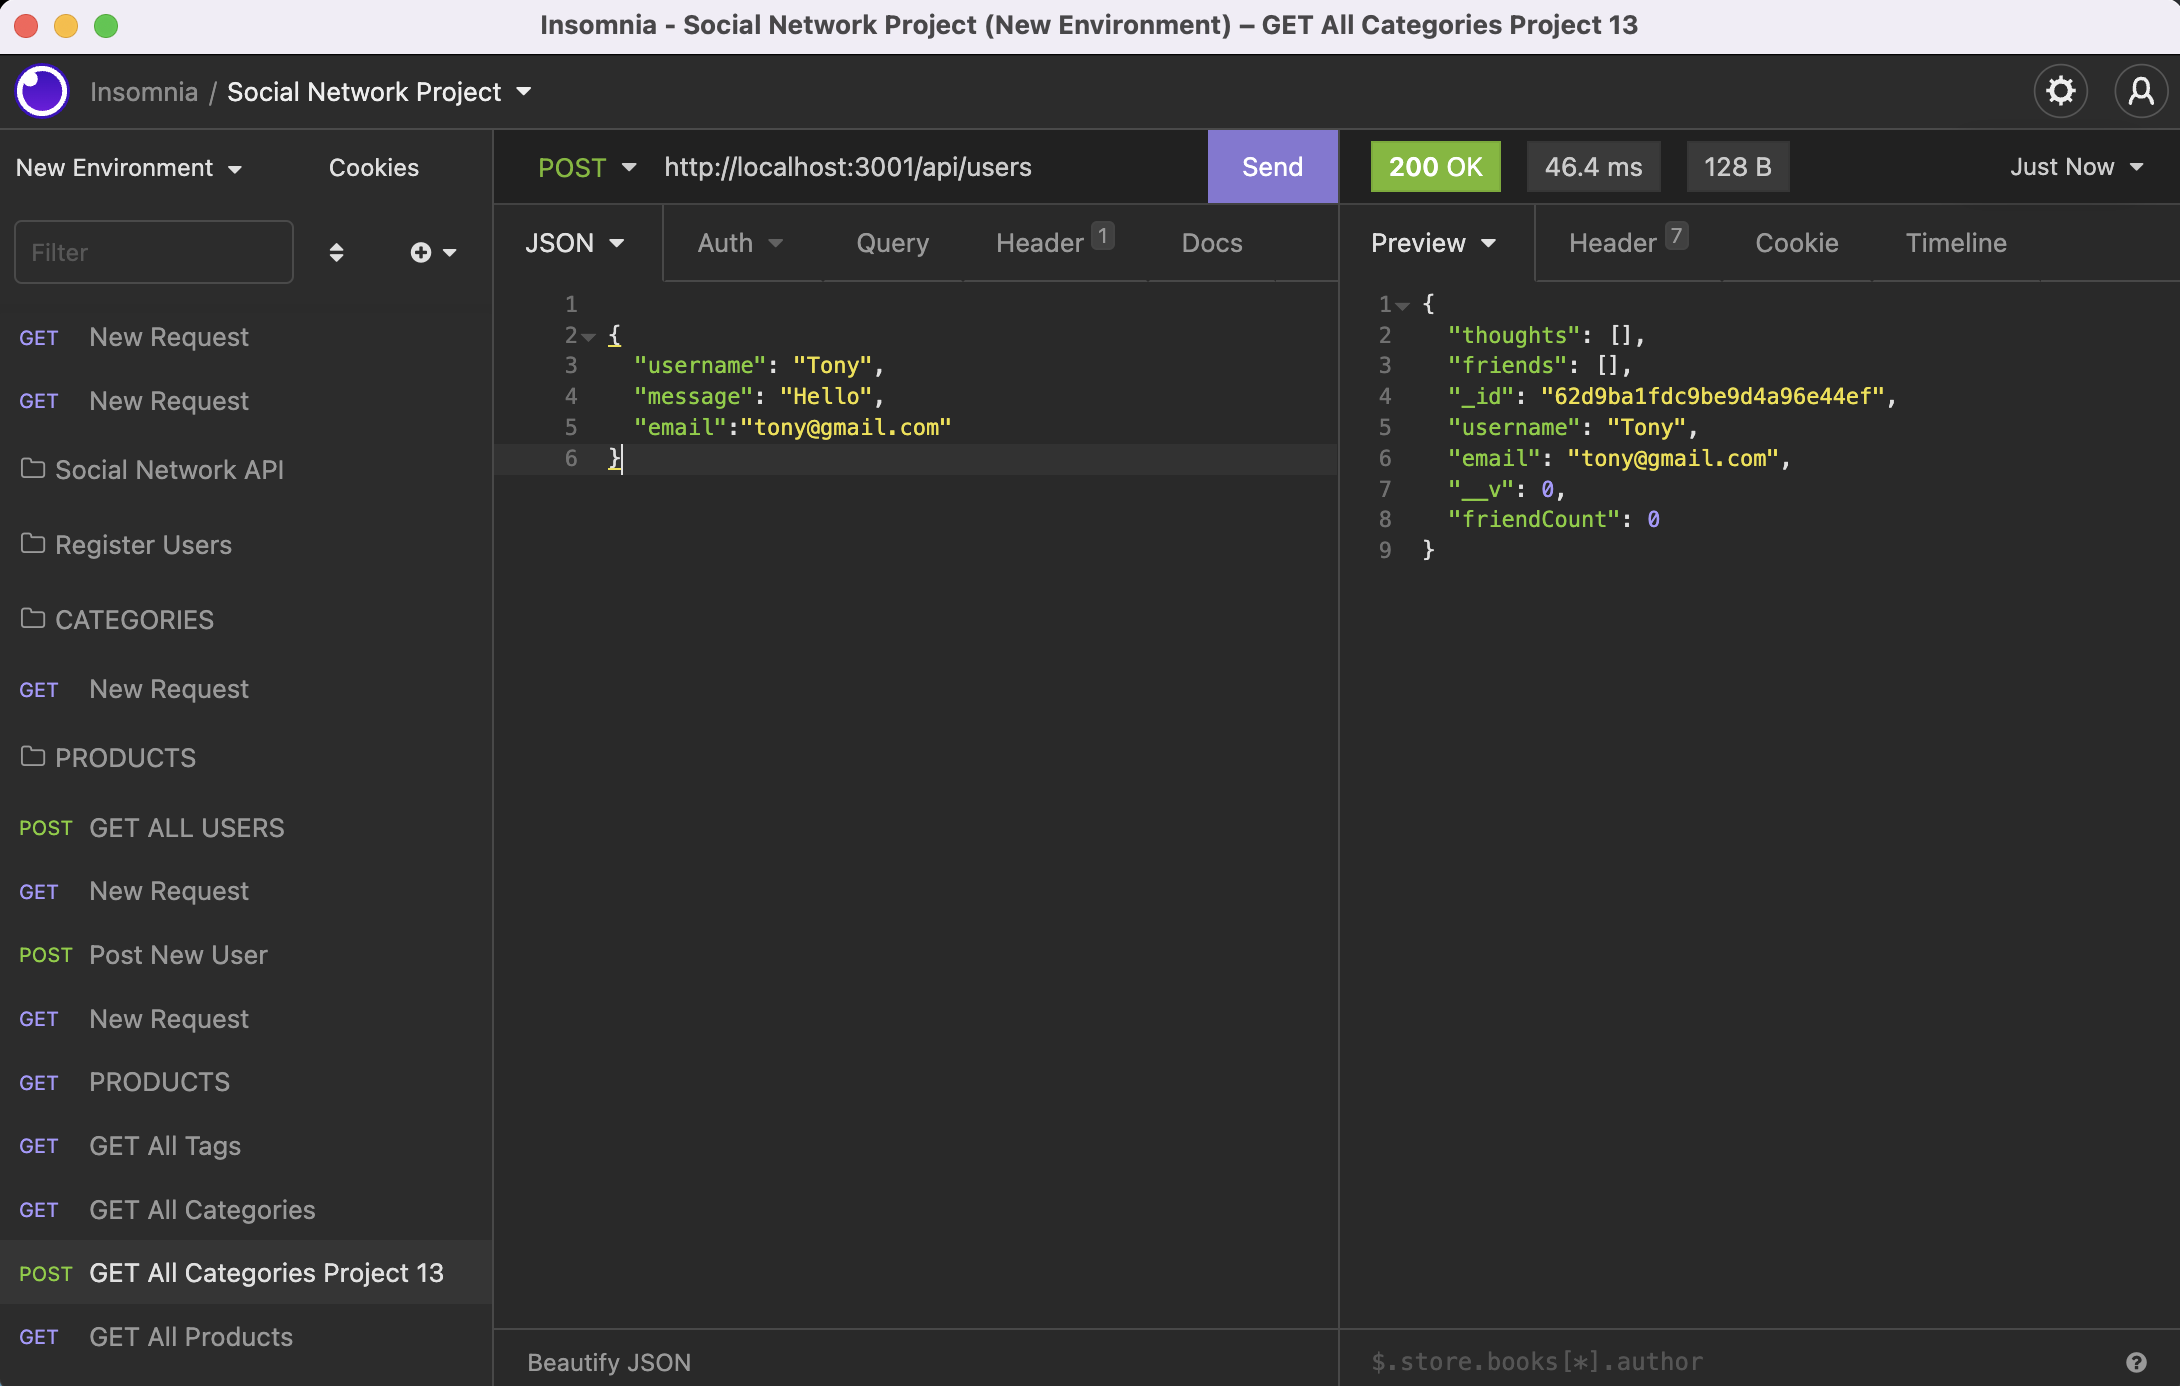 Insomnia - Social Network Project (New Environment) – GET All Categories Project 13
Insomnia / Social Network Project
New Environment
Cookies
Filter
GET New Request
GET New Request
Social Network API
Register Users
CATEGORIES
GET New Request
PRODUCTS
POST GET ALL USERS
GET New Request
POST Post New User
GET New Request
GET PRODUCTS
GET GET All Tags
GET GET All Categories
POST GET All Categories Project 13
GET GET All Products
POST http://localhost:3001/api/users Send
JSON Auth Query Header 1 Docs
1
2 {
3 "username": "Tony",
4 "message": "Hello",
5 "email":"tony@gmail.com"
6 }
Beautify JSON
200 OK 46.4 ms 128 B Just Now
Preview Header 7 Cookie Timeline
1 {
2 "thoughts": [],
3 "friends": [],
4 "_id": "62d9ba1fdc9be9d4a96e44ef",
5 "username": "Tony",
6 "email": "tony@gmail.com",
7 "__v": 0,
8 "friendCount": 0
9 }
$.store.books[*].author
?